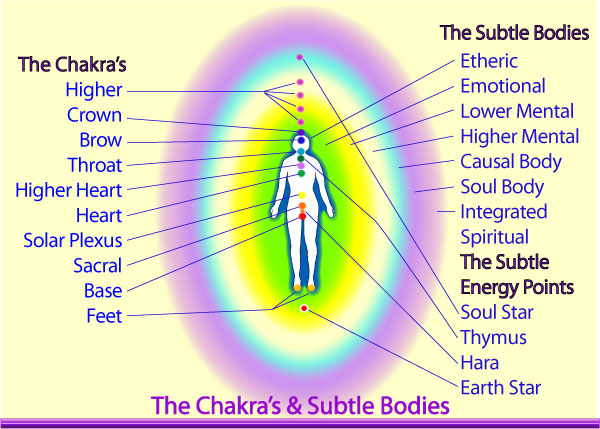 The Chakra's
Higher
Crown
Brow
Throat
Higher Heart
Heart
Solar Plexus
Sacral
Base
Feet
The Subtle Bodies
Etheric
Emotional
Lower Mental
Higher Mental
Causal Body
Soul Body
Integrated
Spiritual
The Subtle
Energy Points
Soul Star
Thymus
Hara
Earth Star
The Chakra's & Subtle Bodies